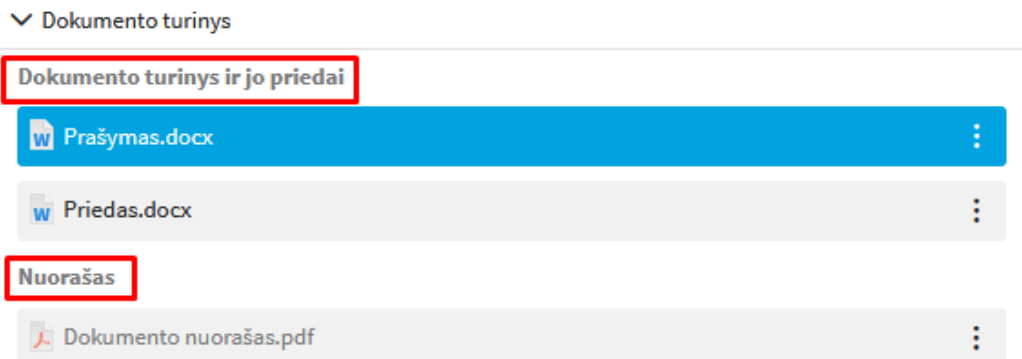 Dokumento turinys
Dokumento turinys ir jo priedai
Prašymas.docx
Priedas.docx
Nuorašas
Dokumento nuorašas.pdf